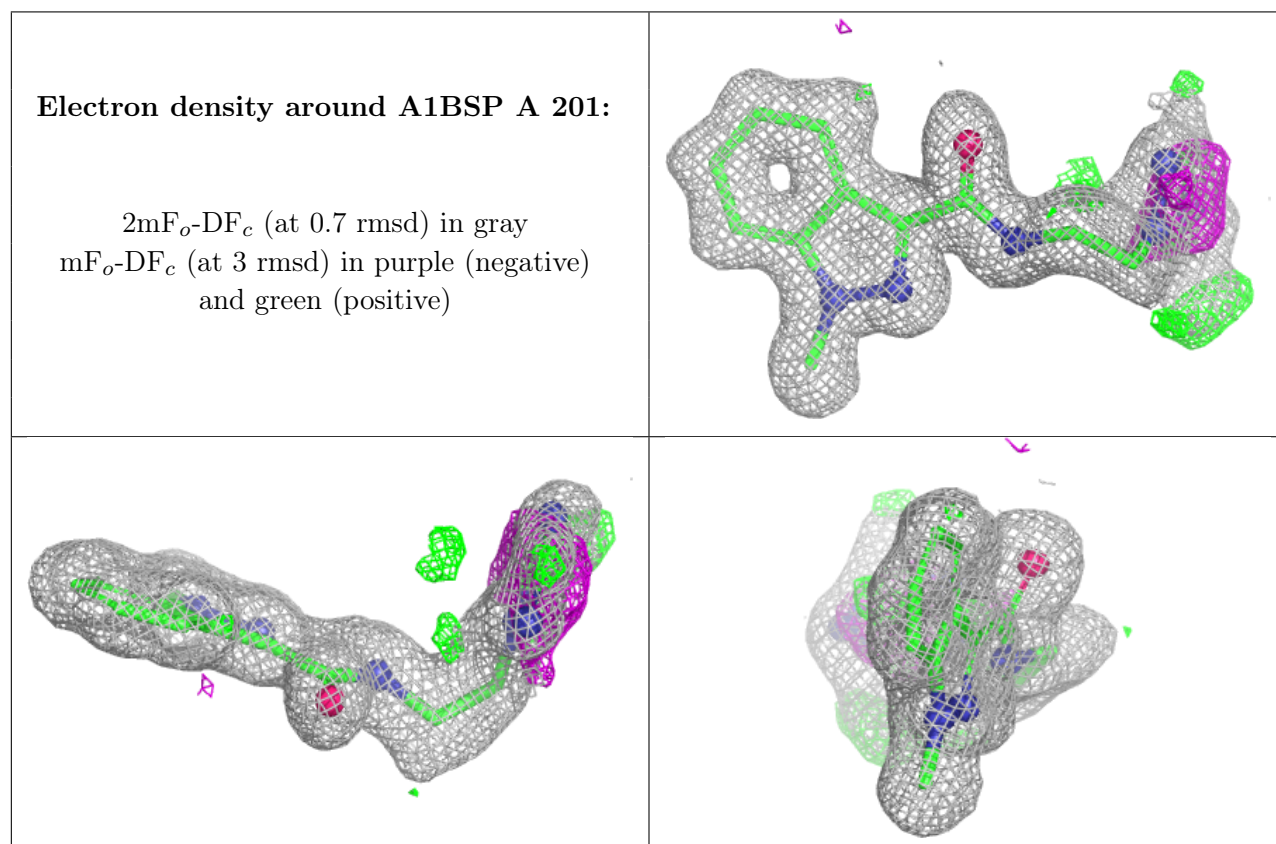 Electron density around A1BSP A 201:
2mFo-DFc (at 0.7 rmsd) in gray
mFo-DFc (at 3 rmsd) in purple (negative)
and green (positive)